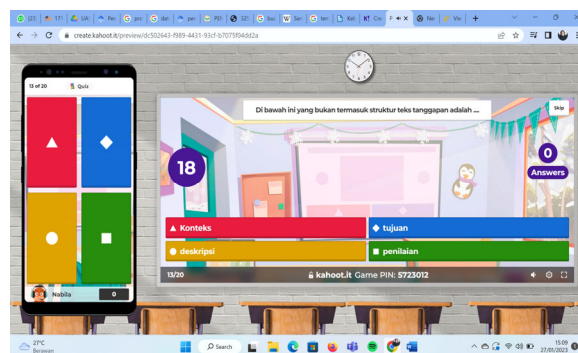 create.kahoot.it/preview/dc502643-f989-4431-93cf-b7075f04dd2a
13 of 20
Quiz
Di bawah ini yang bukan termasuk struktur teks tanggapan adalah ....
Skip
18
0
Answers
Konteks
tujuan
deskripsi
penilaian
13/20
kahoot.it Game PIN: 5723012
Nabila
0
27°C
Berawan
Search
15:09
27/01/2023